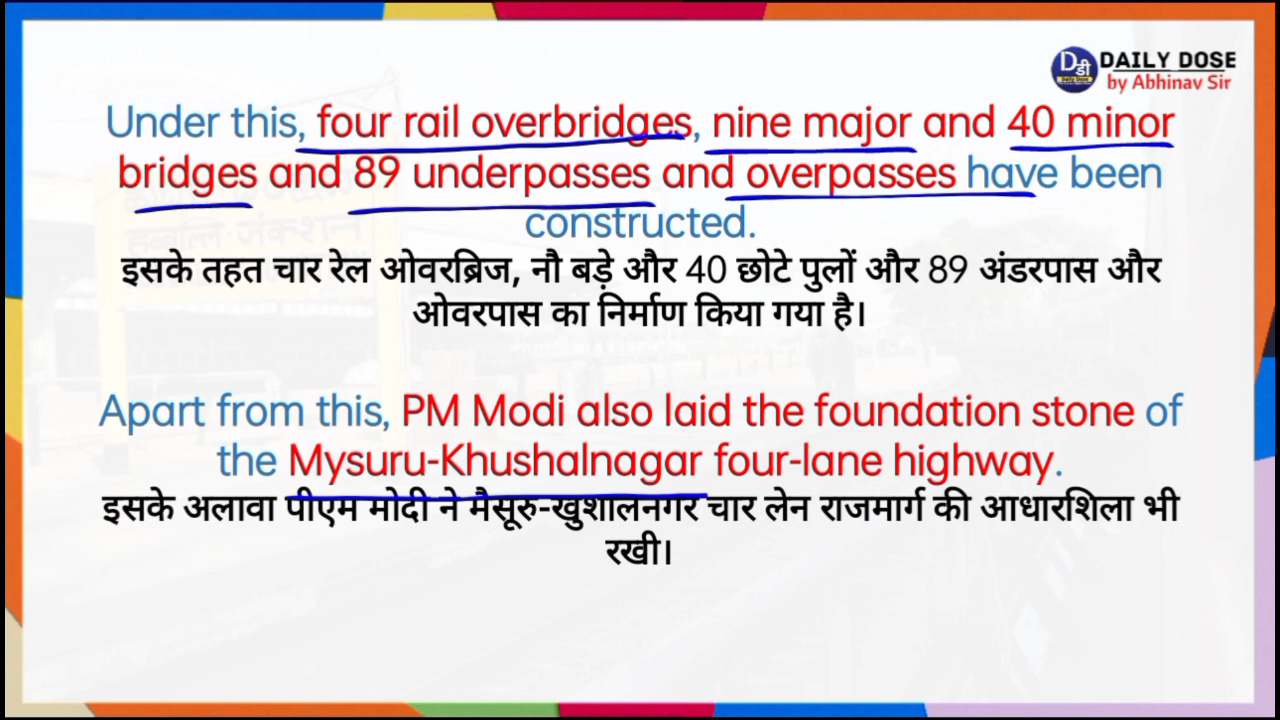 DAILY DOSE
by Abhinav Sir
Under this, four rail overbridges, nine major and 40 minor
bridges and 89 underpasses and overpasses have been
constructed.
इसके तहत चार रेल ओवरब्रिज, नौ बड़े और 40 छोटे पुलों और 89 अंडरपास और
ओवरपास का निर्माण किया गया है।
Apart from this, PM Modi also laid the foundation stone of
the Mysuru-Khushalnagar four-lane highway.
इसके अलावा पीएम मोदी ने मैसूरु-खुशालनगर चार लेन राजमार्ग की आधारशिला भी
रखी।